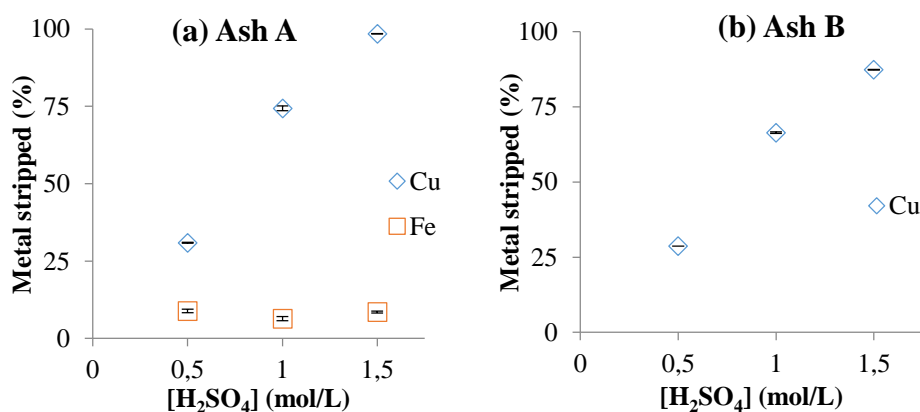 (a) Ash A
Metal stripped (%)
100
75
50
25
0
0
0,5
1
1,5
[H₂SO₄] (mol/L)
Cu
Fe
(b) Ash B
Metal stripped (%)
100
75
50
25
0
0
0,5
1
1,5
[H₂SO₄] (mol/L)
Cu